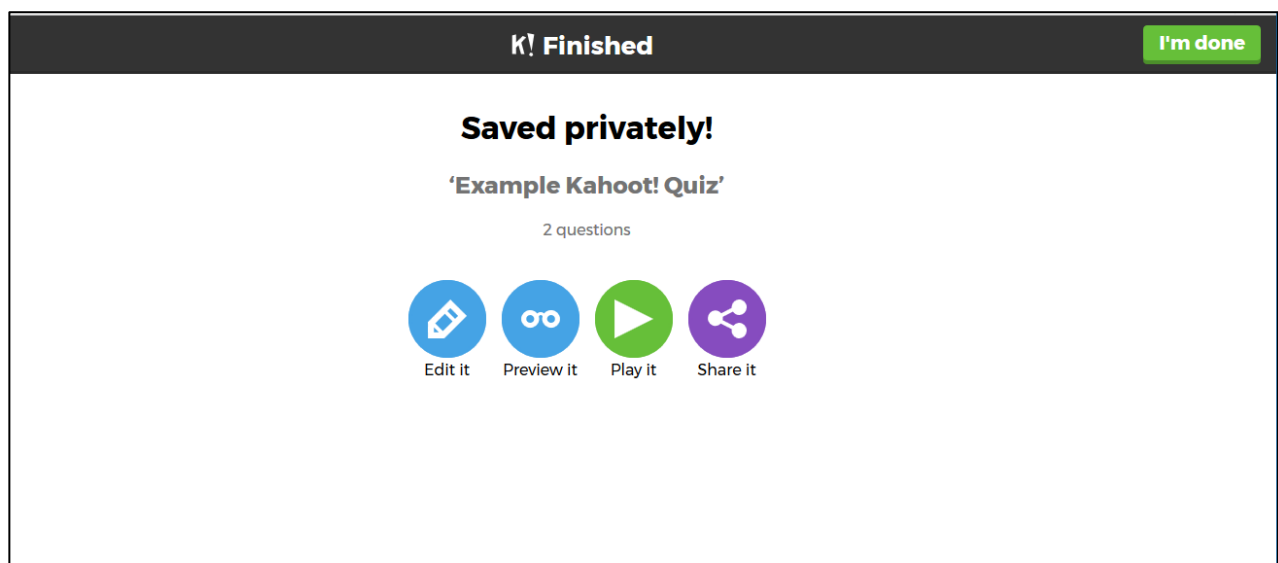 K! Finished
I'm done
Saved privately!
‘Example Kahoot! Quiz’
2 questions
Edit it Preview it Play it Share it